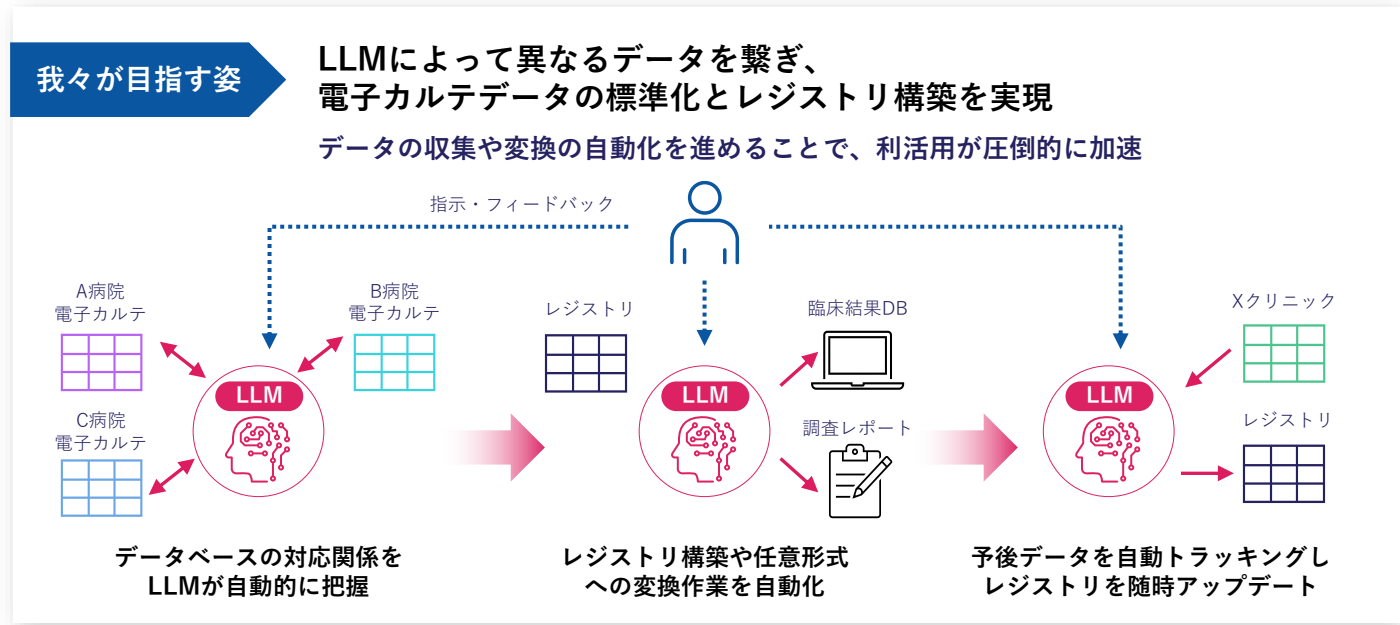 我々が目指す姿
LLMによって異なるデータを繋ぎ、
電子カルテデータの標準化とレジストリ構築を実現
データの収集や変換の自動化を進めることで、利活用が圧倒的に加速
指示・フィードバック
A病院
電子カルテ
B病院
電子カルテ
C病院
電子カルテ
LLM
データベースの対応関係を
LLMが自動的に把握
レジストリ
LLM
臨床結果DB
調査レポート
レジストリ構築や任意形式
への変換作業を自動化
Xクリニック
LLM
レジストリ
予後データを自動トラッキングし
レジストリを随時アップデート